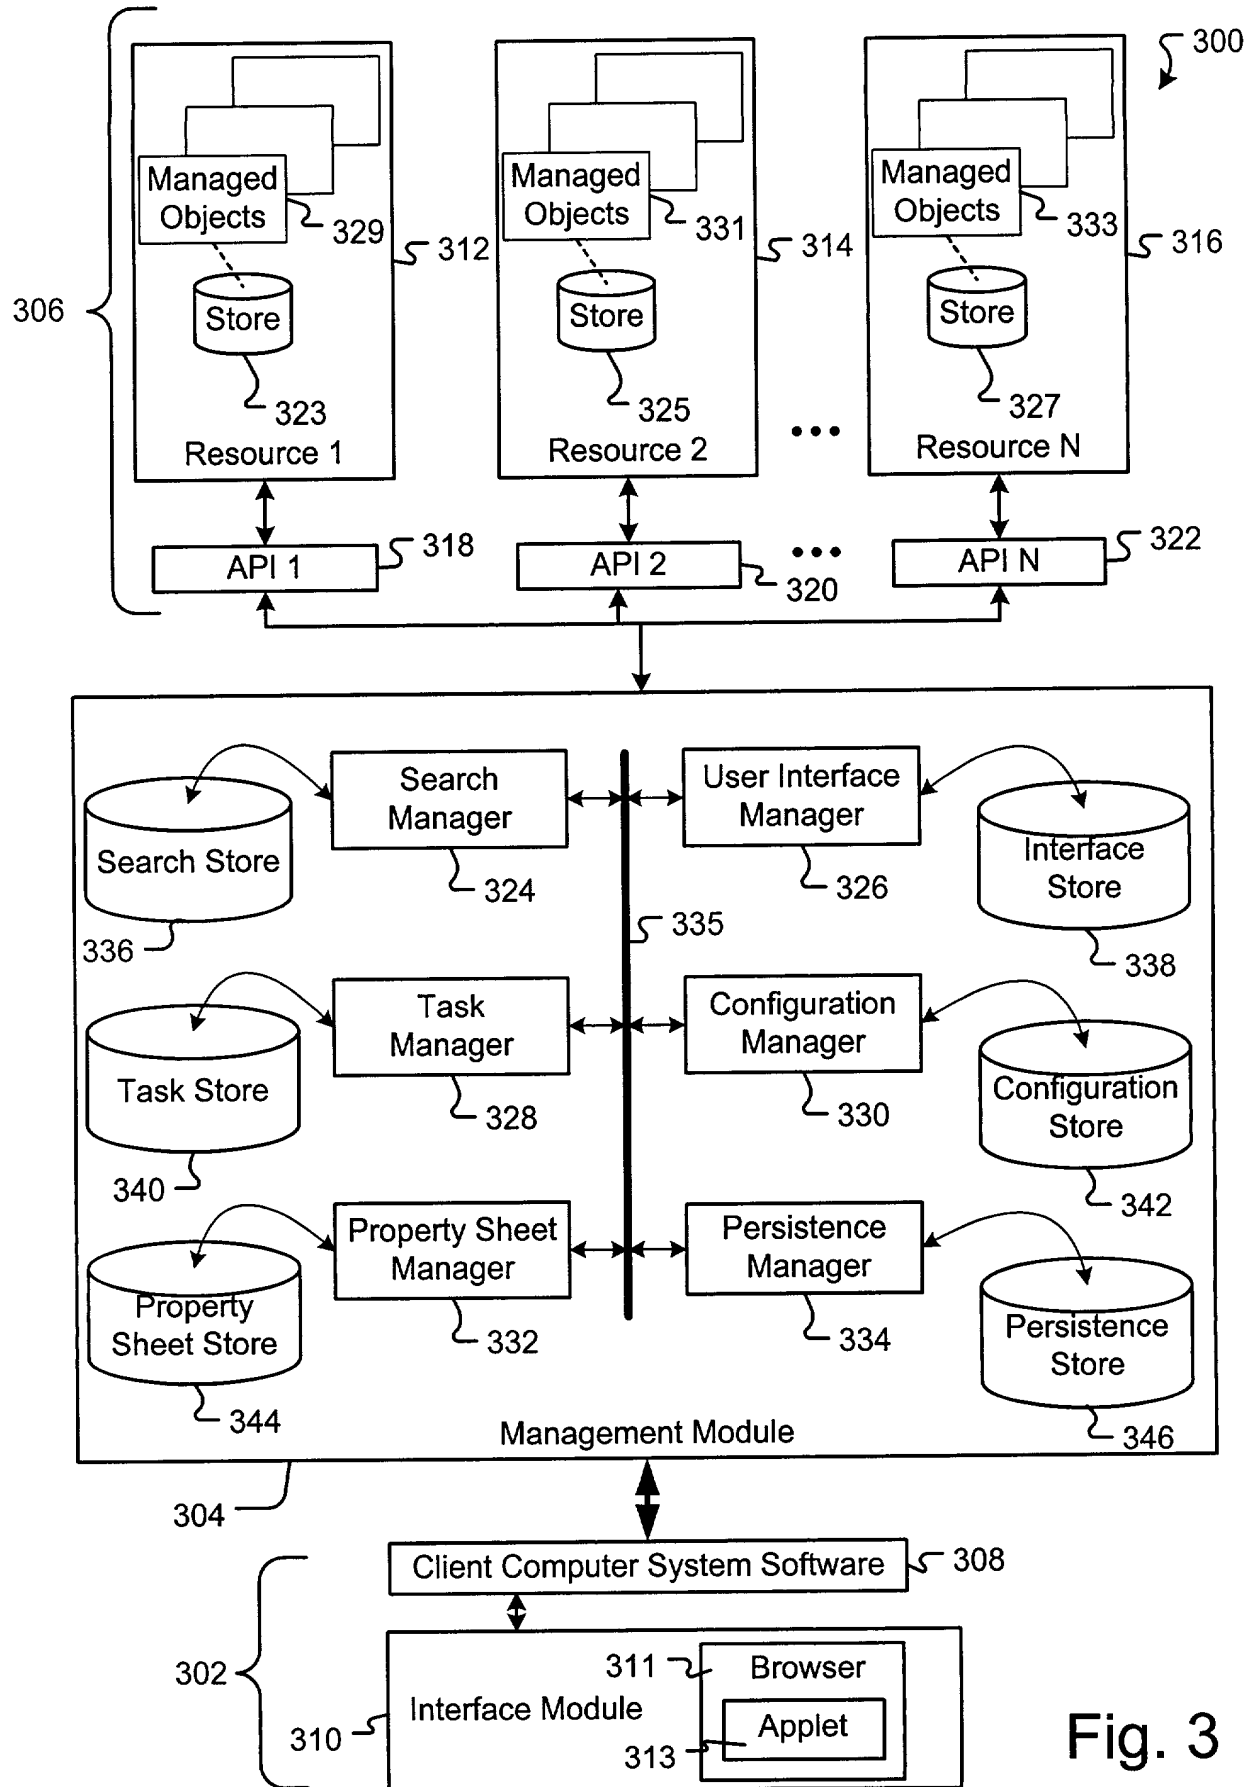 300
Managed
Objects
329
312
Store
323
Resource 1
Managed
Objects
331
314
Store
325
Resource 2
Managed
Objects
333
316
Store
327
Resource N
306
API 1
318
API 2
320
API N
322
Search
Manager
324
User Interface
Manager
326
Search Store
336
Interface
Store
338
335
Task
Manager
328
Configuration
Manager
330
Task Store
340
Configuration
Store
342
Property Sheet
Manager
332
Persistence
Manager
334
Property
Sheet Store
344
Persistence
Store
346
Management Module
304
Client Computer System Software
308
302
Interface Module
310
311
Browser
Applet
313
Fig. 3